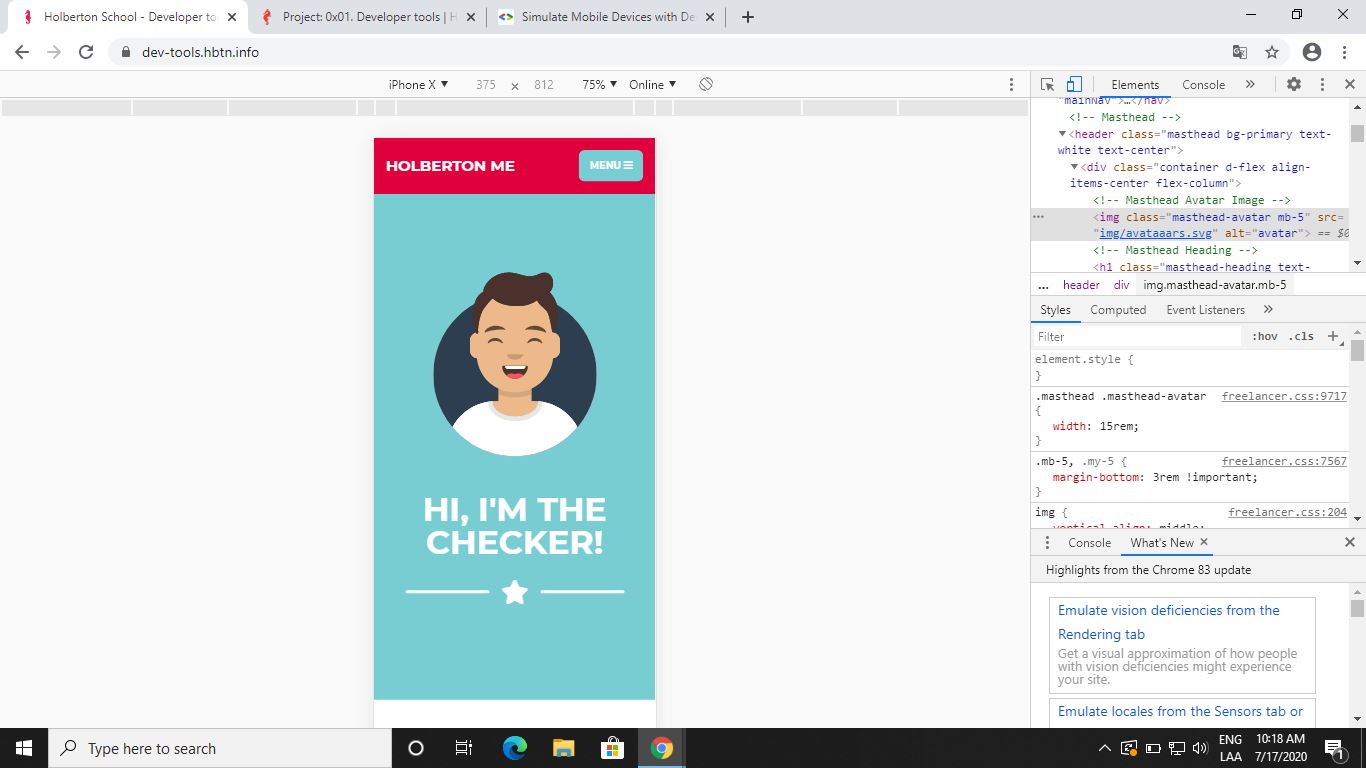 Holberton School - Developer to
Project: 0x01. Developer tools | H
Simulate Mobile Devices with De
dev-tools.hbtn.info
iPhone X ▼ 375 × 812 75% ▼ Online ▼
Elements Console »
"mainNav">…</nav>
<!-- Masthead -->
▼<header class="masthead bg-primary text-
white text-center">
▼<div class="container d-flex align-
items-center flex-column">
<!-- Masthead Avatar Image -->
<img class="masthead-avatar mb-5" src=
"img/avataaars.svg" alt="avatar"> == $0
<!-- Masthead Heading -->
<h1 class="masthead-heading text-
... header div img.masthead-avatar.mb-5
Styles Computed Event Listeners »
Filter :hov .cls +
element.style {
}
.masthead .masthead-avatar freelancer.css:9717
{
width: 15rem;
}
.mb-5, .my-5 { freelancer.css:7567
margin-bottom: 3rem !important;
}
img { freelancer.css:204
vertical-align: middle;
Console What's New ×
Highlights from the Chrome 83 update
Emulate vision deficiencies from the
Rendering tab
Get a visual approximation of how people
with vision deficiencies might experience
your site.
Emulate locales from the Sensors tab or
HOLBERTON ME
MENU
HI, I'M THE
CHECKER!
Type here to search
ENG
LAA
10:18 AM
7/17/2020
1